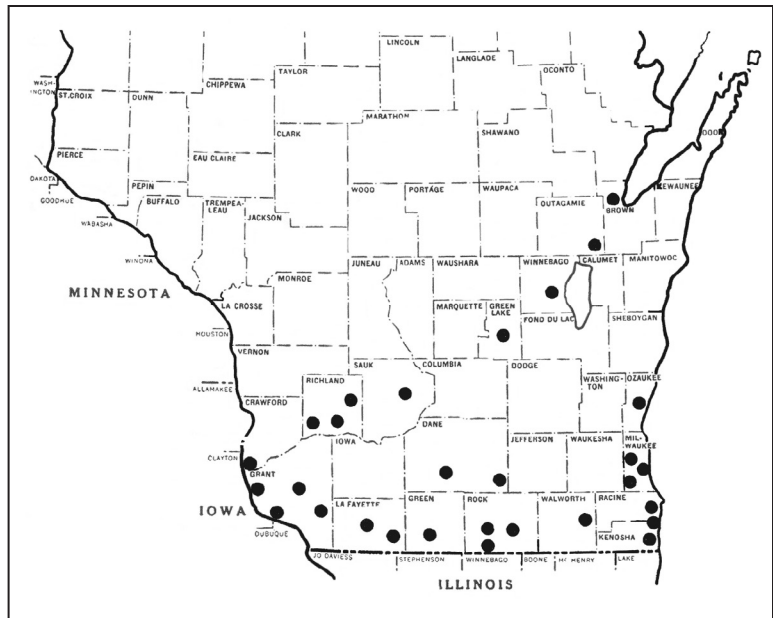 LINCOLN
LANGLADE
TAYLOR
OCONTO
CHIPPEWA
WASH-
INGTON
ST. CROIX
DUNN
MARATHON
DOO
CLARK
SHAWANO
PIERCE
EAU CLAIRE
DAKOTA
PEPIN
WOOD
PORTAGE
WAUPACA
KEWAUNEE
GOODHUE
BUFFALO
TREMPEA-
LEAU
JACKSON
OUTAGAMIE
BROWN
WABASHA
WINONA
JUNEAU
ADAMS
WAUSHARA
WINNEBAGO
CALUMET
MANITOWOC
MONROE
MINNESOTA
LA CROSSE
MARQUETTE
GREEN
LAKE
FOND DU LAC
SHEBOYGAN
HOUSTON
VERNON
SAUK
COLUMBIA
DODGE
RICHLAND
WASHING-
TON
OZAUKEE
ALLAMAKEE
CRAWFORD
DANE
IOWA
JEFFERSON
WAUKESHA
MIL-
WAUKEE
CLAYTON
GRANT
IOWA
LA FAYETTE
GREEN
ROCK
WALWORTH
RACINE
DUBUQUE
KENOSHA
JO DAVIESS
STEPHENSON
WINNEBAGO
BOONE
LAKE
ILLINOIS